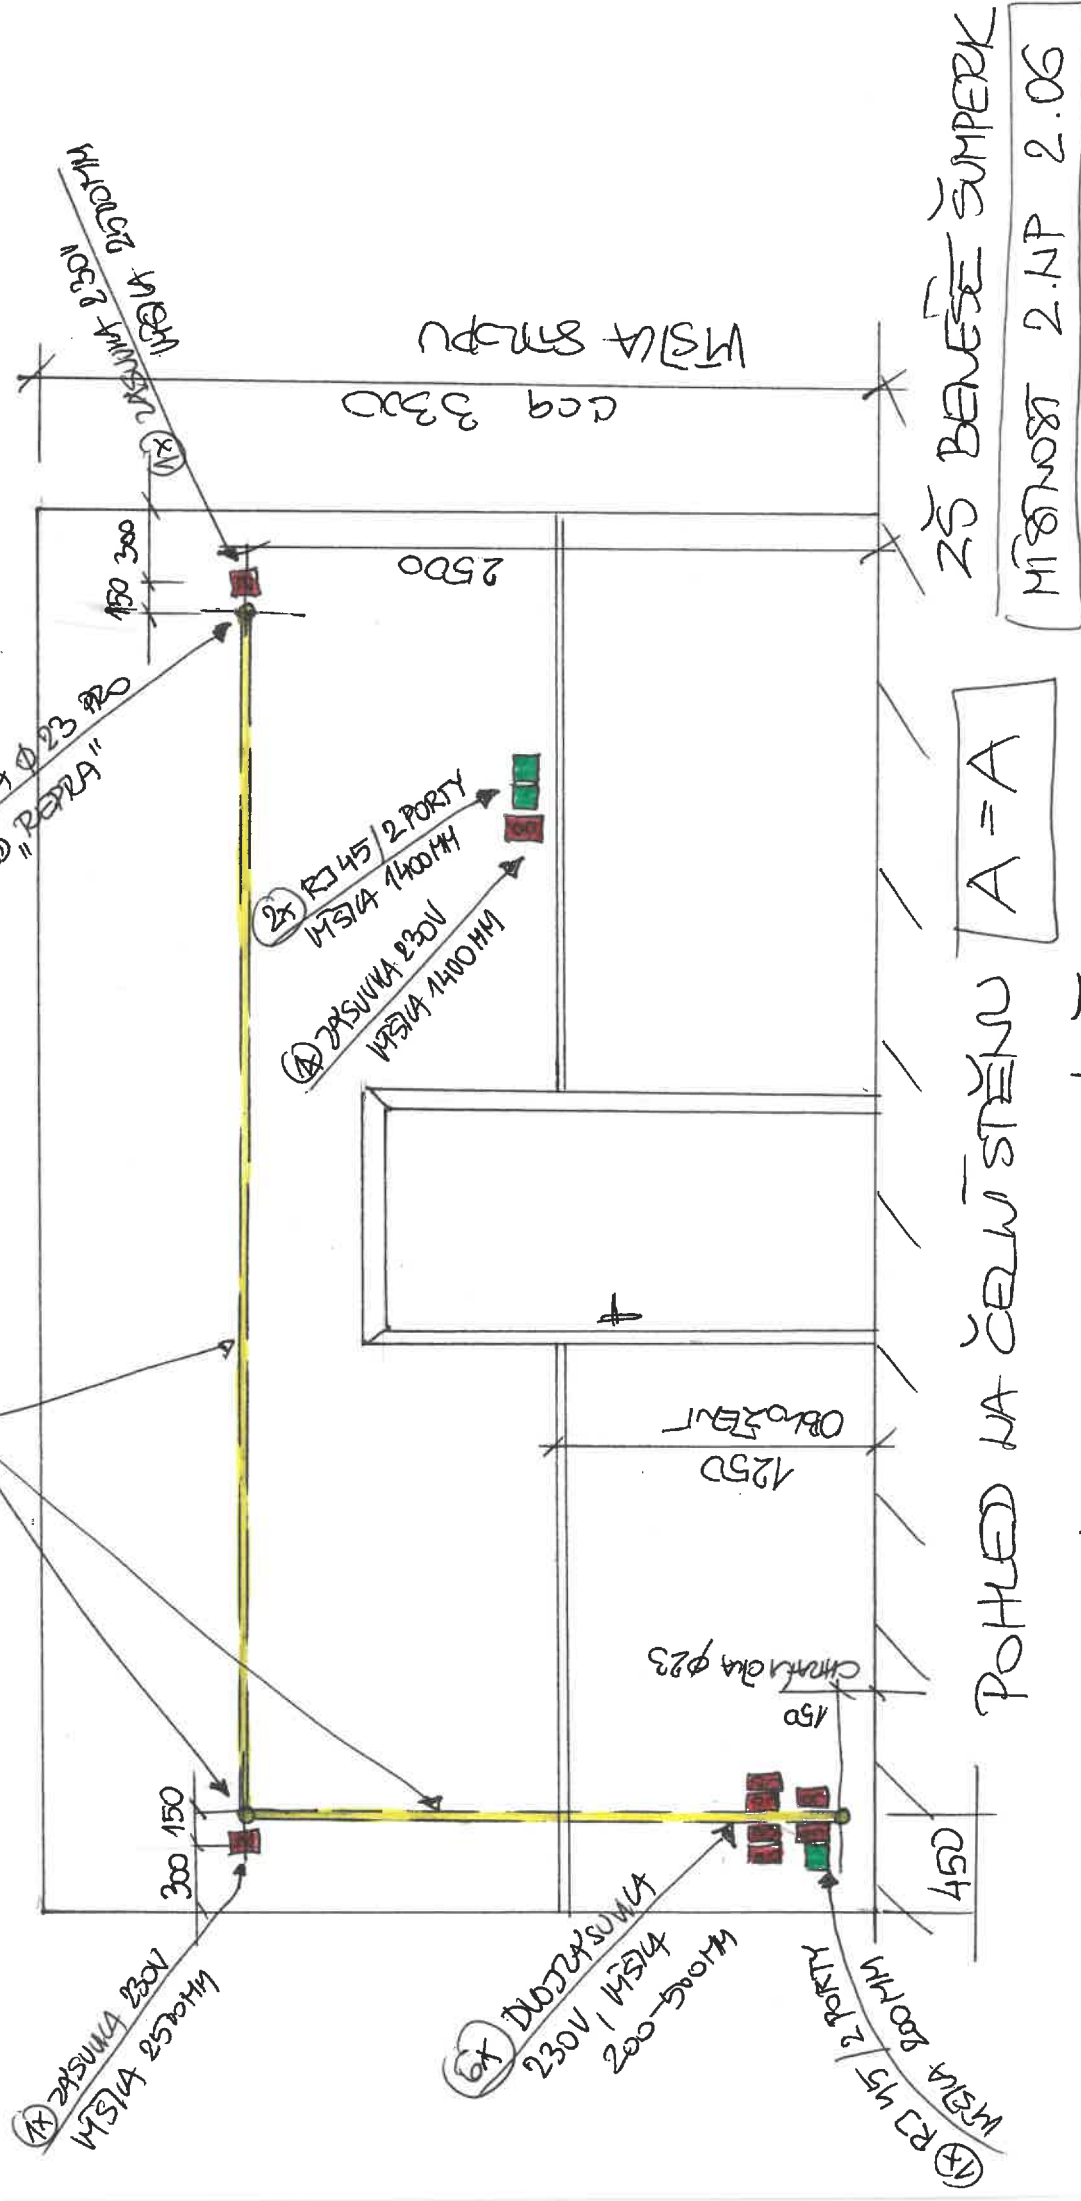 1x ZÁSUVKA 230V
VÝŠKA 2500MM
300 150
Ø 23 PRO
"REPRA"
150 300
1x ZÁSUVKA 230V
VÝŠKA 2500MM
2x RJ 45/2 PORTY
VÝŠKA 1400MM
1x ZÁSUVKA 230V
VÝŠKA 1400MM
2500
cca 3300
VÝŠKA STROPU
6x DVOJZÁSUVKA
230V, VÝŠKA
200-500MM
1x RJ 45/2 PORTY
VÝŠKA 200MM
150
CHRÁNIČKA Ø23
1250
OBLOŽENÍ
450
POHLED NA ČELNÍ STĚNU
A=A
ZŠ BENEŠE ŠUMPERK
MÍSTNOST 2.NP 2.06